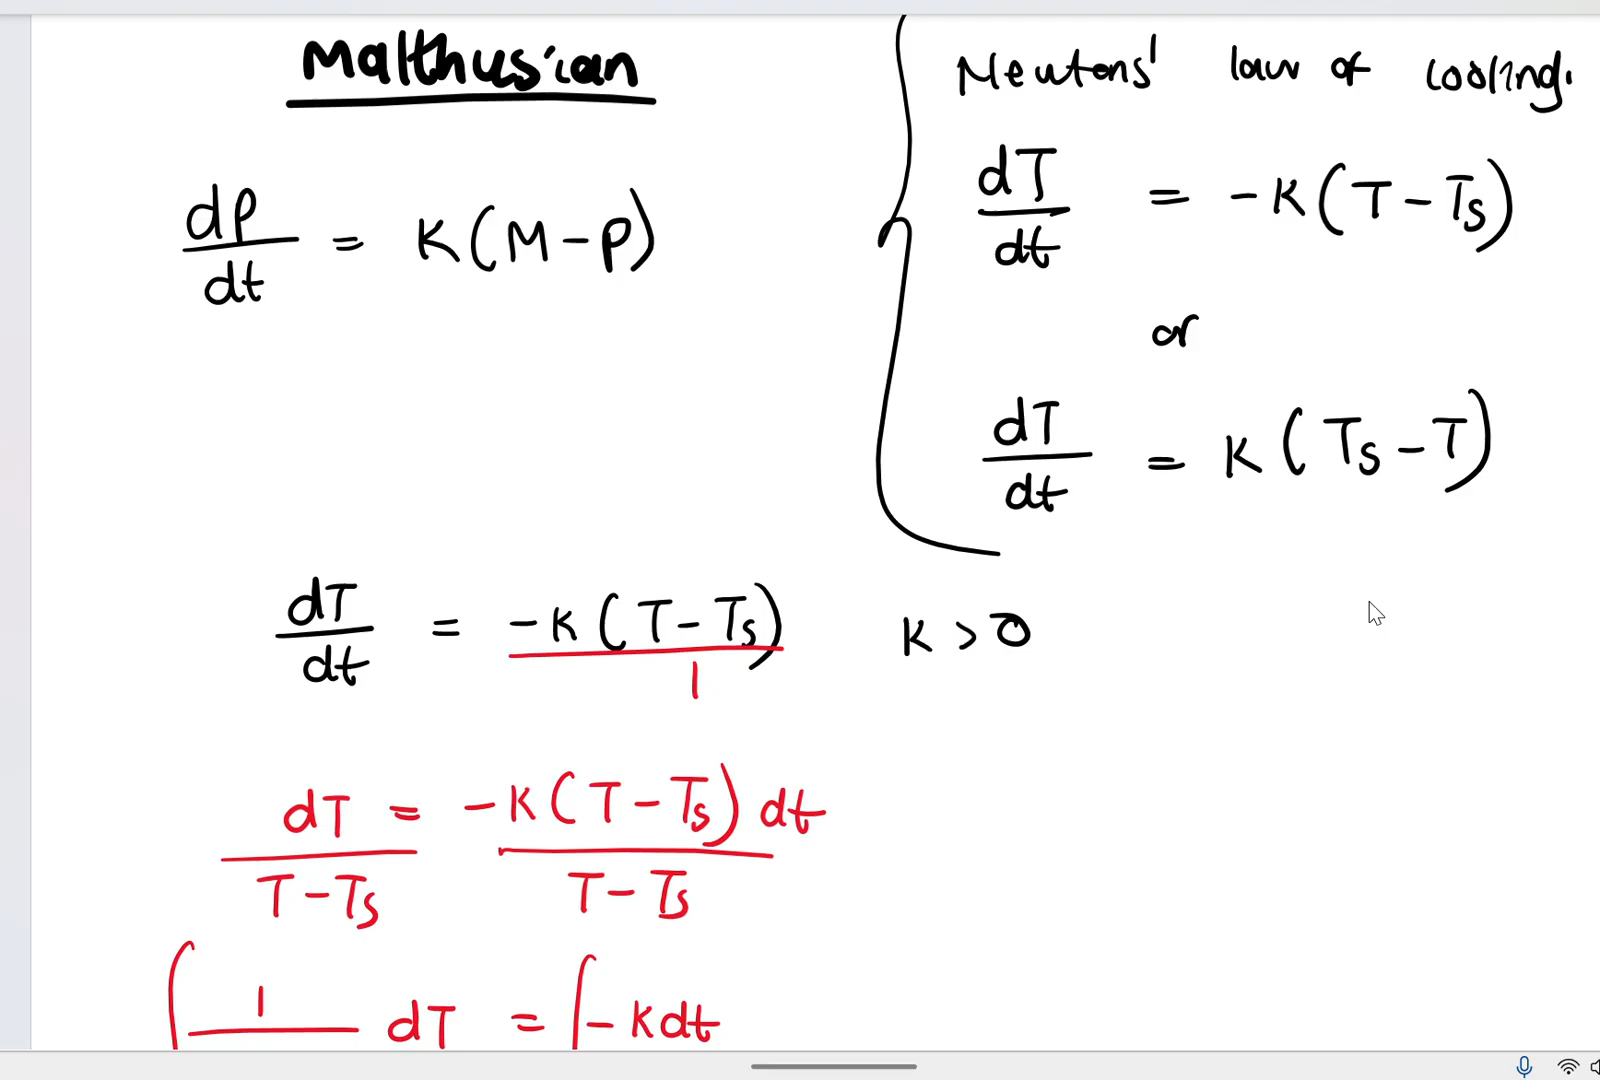 Malthusian
dP/dt = K(M-P)
Newtons' law of cooling.
dT/dt = -K(T-Ts)
or
dT/dt = K(Ts-T)
dT/dt = -K(T-Ts)/1 K>0
dT/T-Ts = -K(T-Ts)dt/T-Ts
∫1/ dT = ∫-Kdt